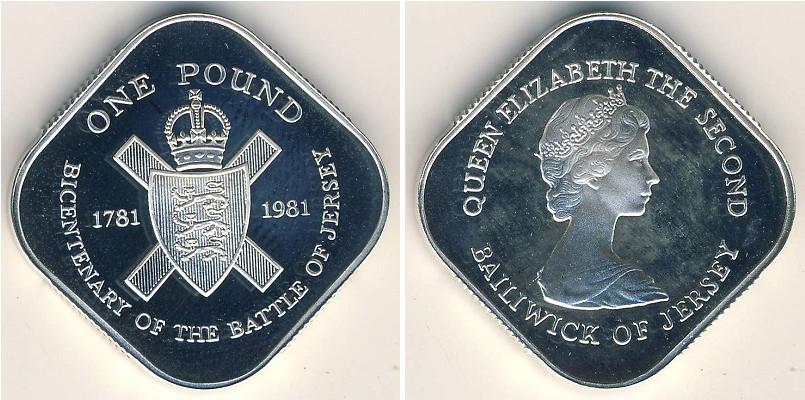 ONE POUND
1781 1981
BICENTENARY OF THE BATTLE OF JERSEY
QUEEN ELIZABETH THE SECOND
BAILIWICK OF JERSEY